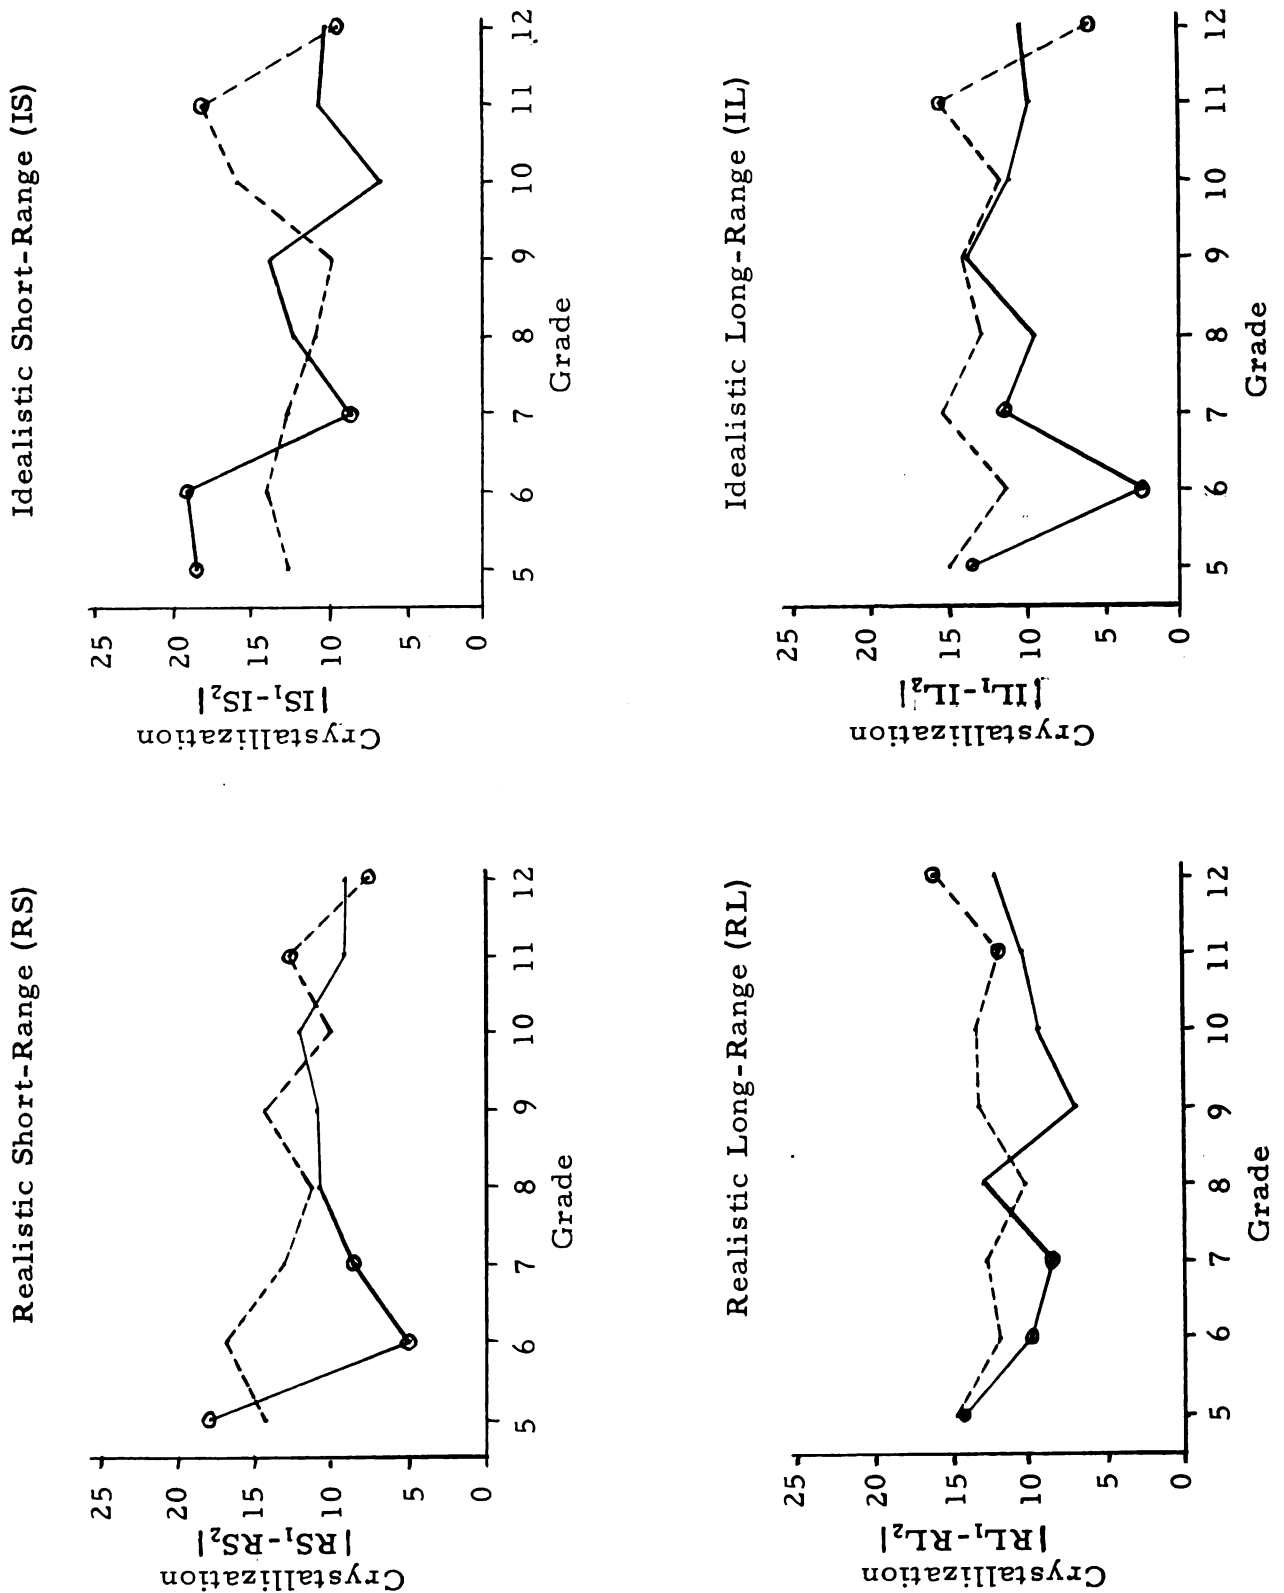 Realistic Short-Range (RS)
Crystallization
|RS₁-RS₂|
25
20
15
10
5
0
5 6 7 8 9 10 11 12
Grade
Idealistic Short-Range (IS)
Crystallization
|IS₁-IS₂|
25
20
15
10
5
0
5 6 7 8 9 10 11 12
Grade
Realistic Long-Range (RL)
Crystallization
|RL₁-RL₂|
25
20
15
10
5
0
5 6 7 8 9 10 11 12
Grade
Idealistic Long-Range (IL)
Crystallization
|IL₁-IL₂|
25
20
15
10
5
0
5 6 7 8 9 10 11 12
Grade